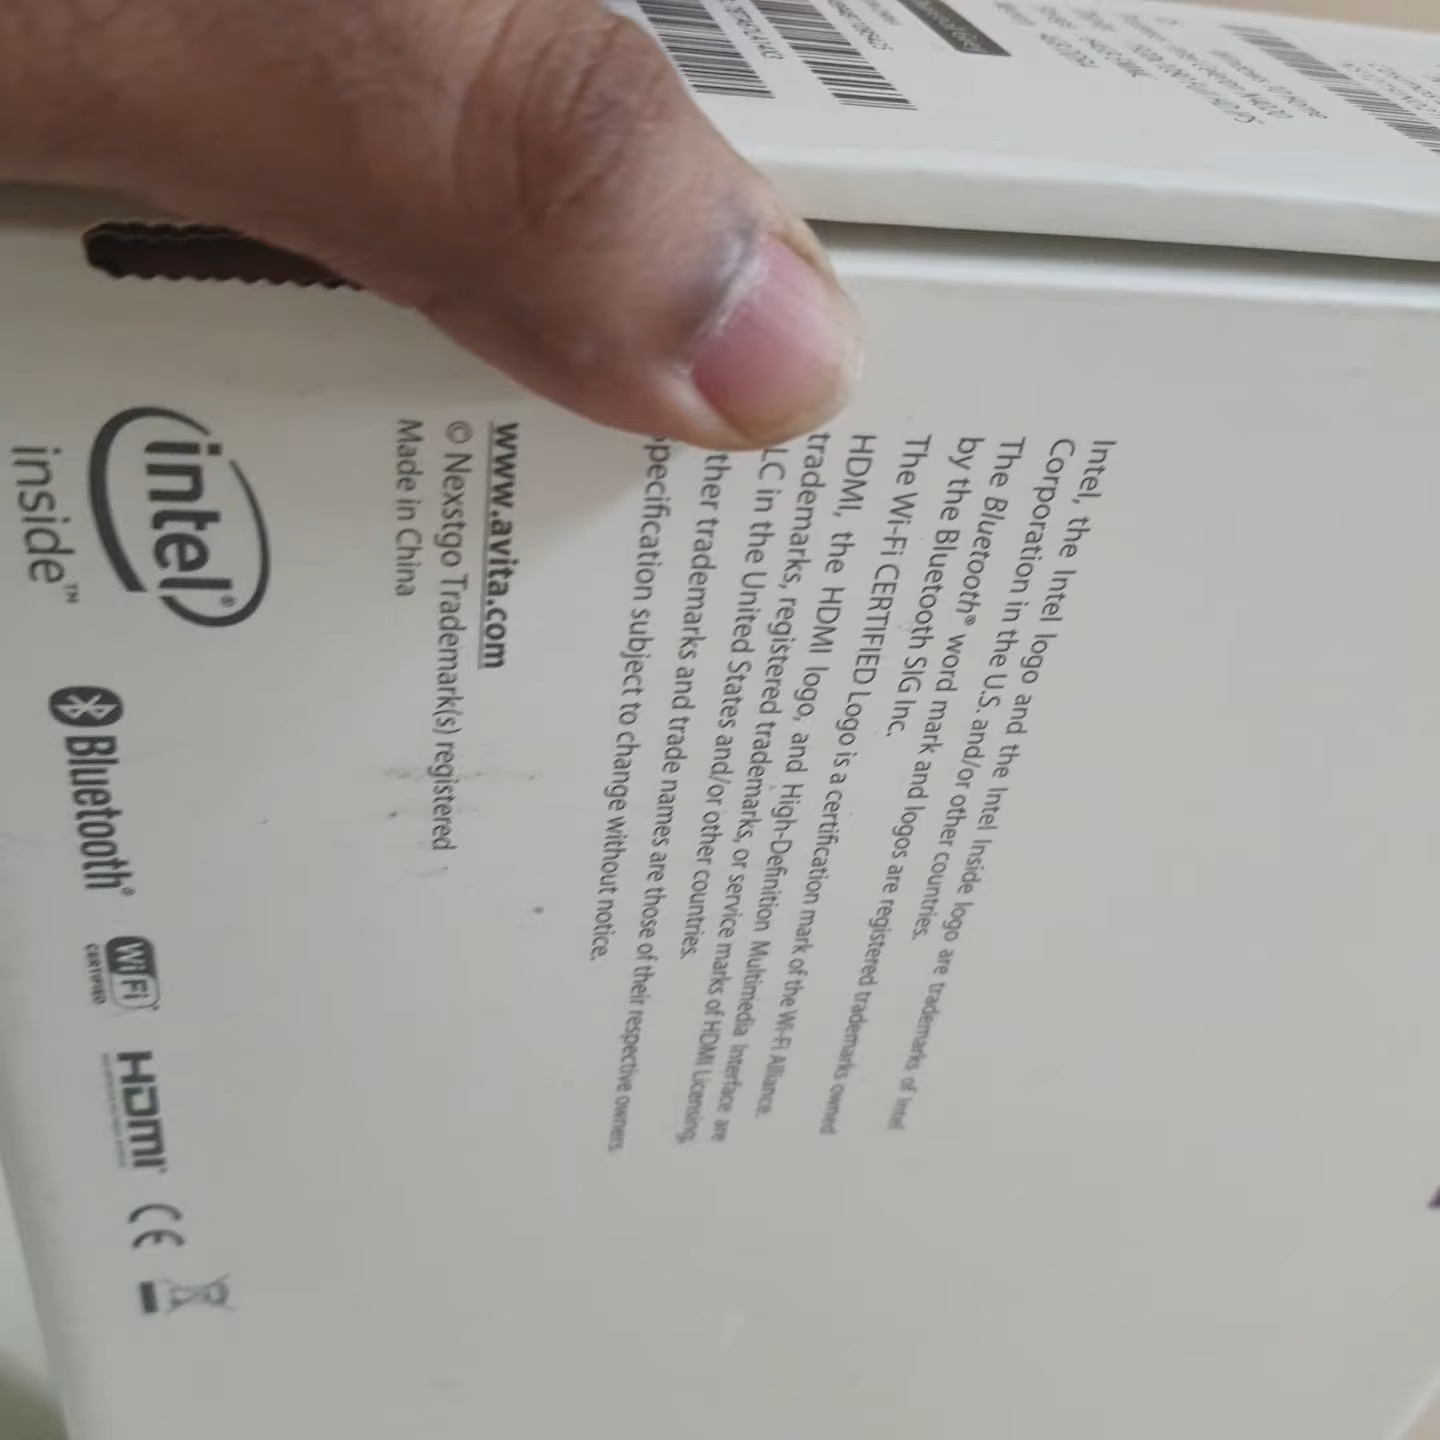 Intel, the Intel logo and the Intel Inside logo are trademarks of Intel
Corporation in the U.S. and/or other countries.
The Bluetooth® word mark and logos are registered trademarks owned
by the Bluetooth SIG Inc.
The Wi-Fi CERTIFIED Logo is a certification mark of the Wi-Fi Alliance.
HDMI, the HDMI logo, and High-Definition Multimedia Interface are
trademarks, registered trademarks, or service marks of HDMI Licensing
LC in the United States and/or other countries.
ther trademarks and trade names are those of their respective owners.
pecification subject to change without notice.
www.avita.com
© Nexstgo Trademark(s) registered
Made in China
intel®
inside™
Bluetooth®
WiFi
CERTIFIED
HDMI
CE